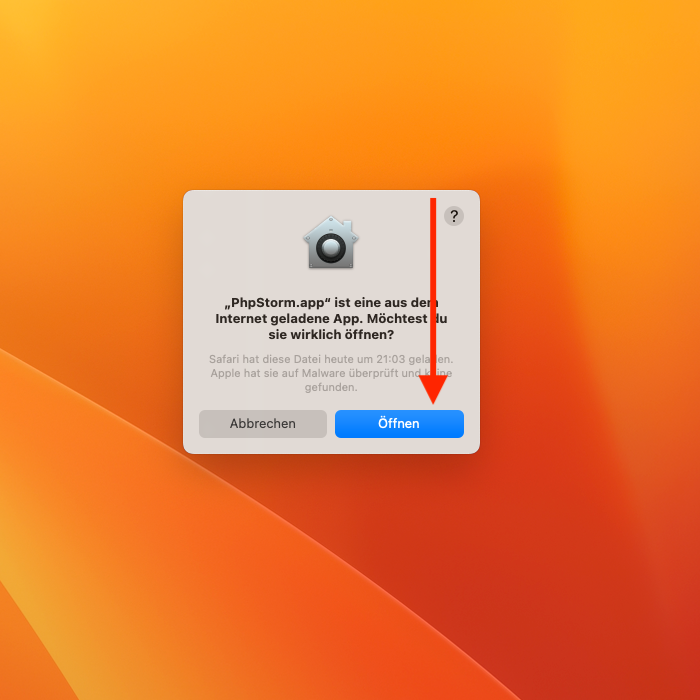 ?
„PhpStorm.app“ ist eine aus dem
Internet geladene App. Möchtest du
sie wirklich öffnen?
Safari hat diese Datei heute um 21:03 geladen.
Apple hat sie auf Malware überprüft und keine
gefunden.
Abbrechen
Öffnen